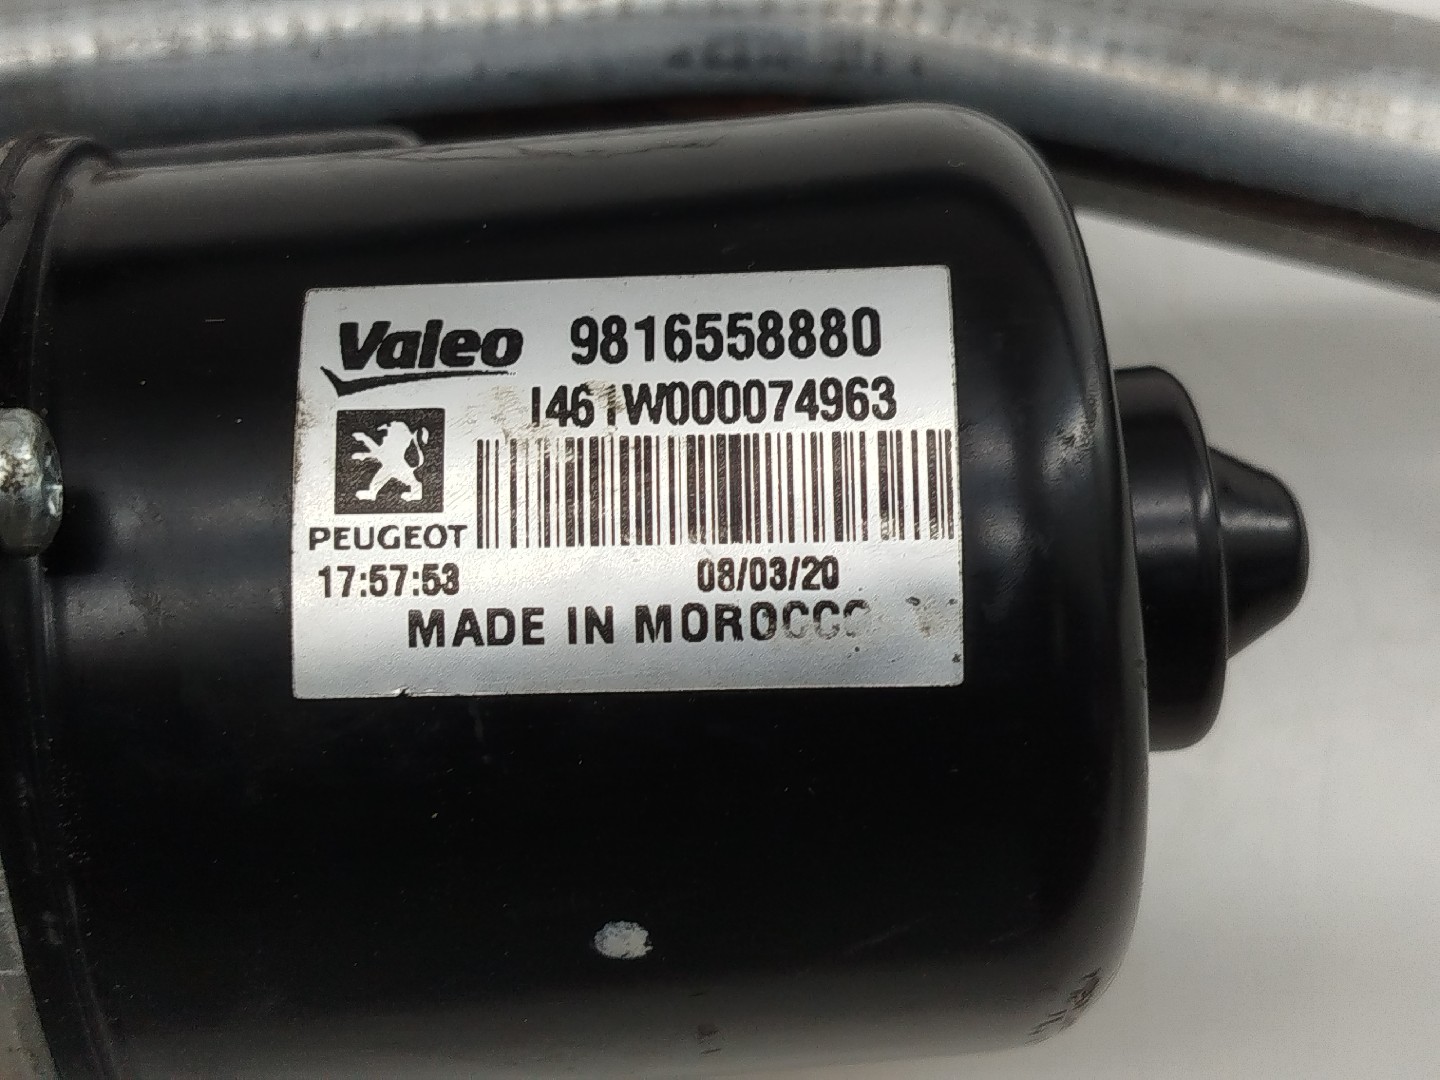 Valeo 9816558880
I461W000074963
PEUGEOT
17:57:53 08/03/20
MADE IN MOROCCO